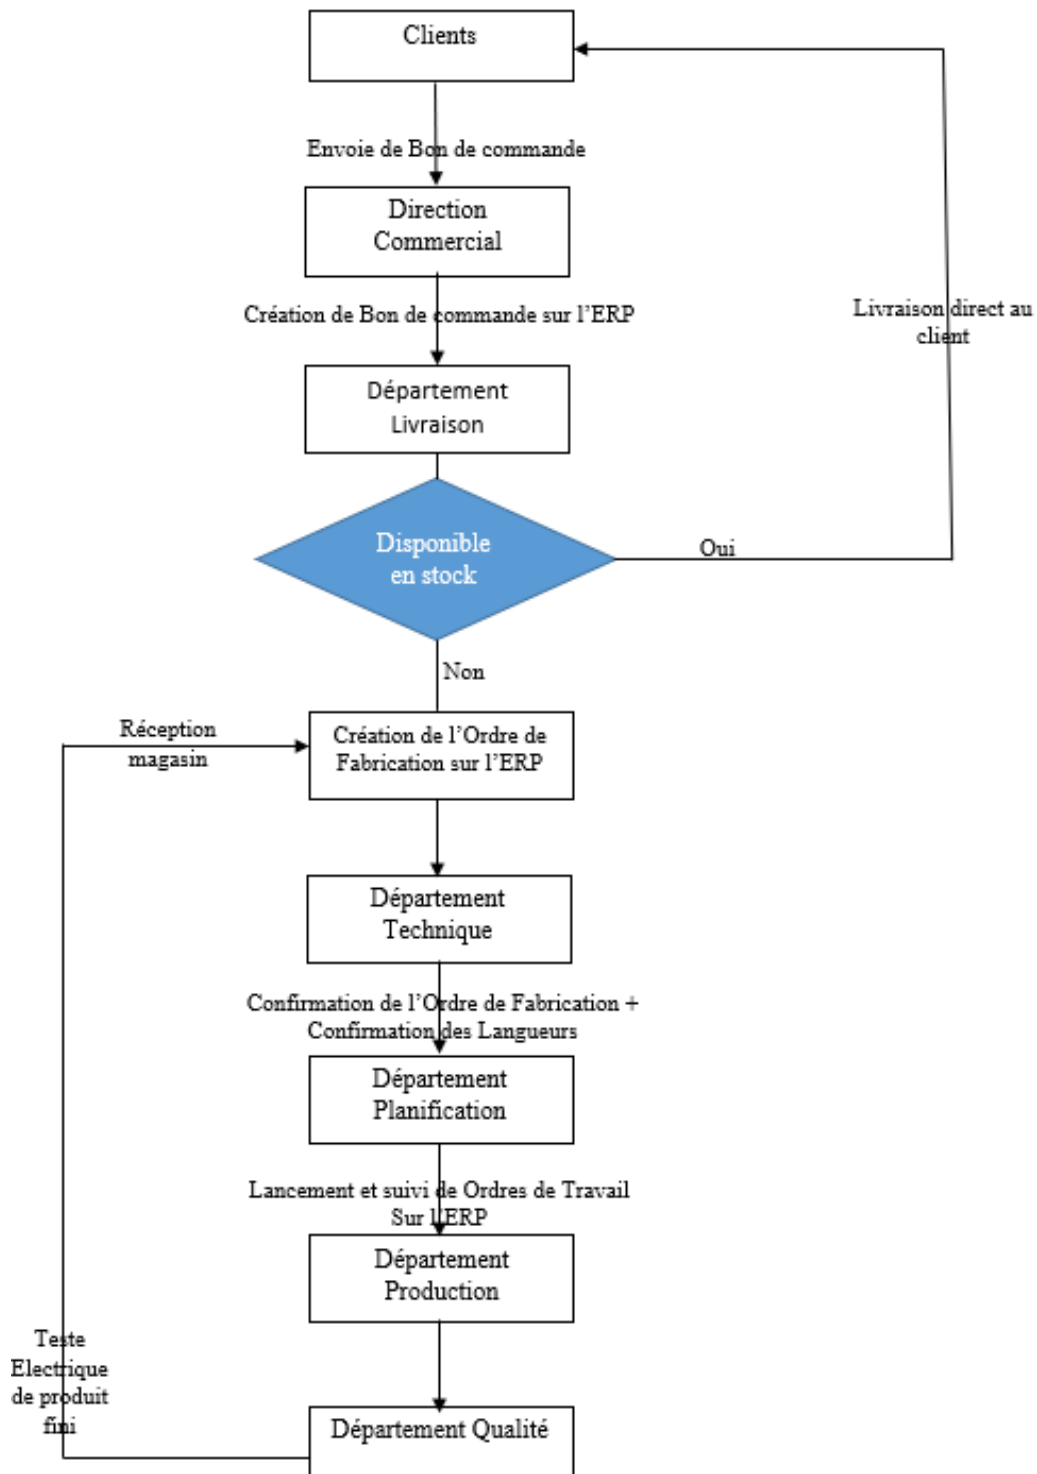 Clients
Envoie de Bon de commande
Direction
Commercial
Création de Bon de commande sur l'ERP
Livraison direct au
client
Département
Livraison
Disponible
en stock
Oui
Non
Réception
magasin
Création de l'Ordre de
Fabrication sur l'ERP
Département
Technique
Confirmation de l'Ordre de Fabrication +
Confirmation des Langueurs
Département
Planification
Lancement et suivi de Ordres de Travail
Sur l'ERP
Département
Production
Teste
Electrique
de produit
fini
Département Qualité